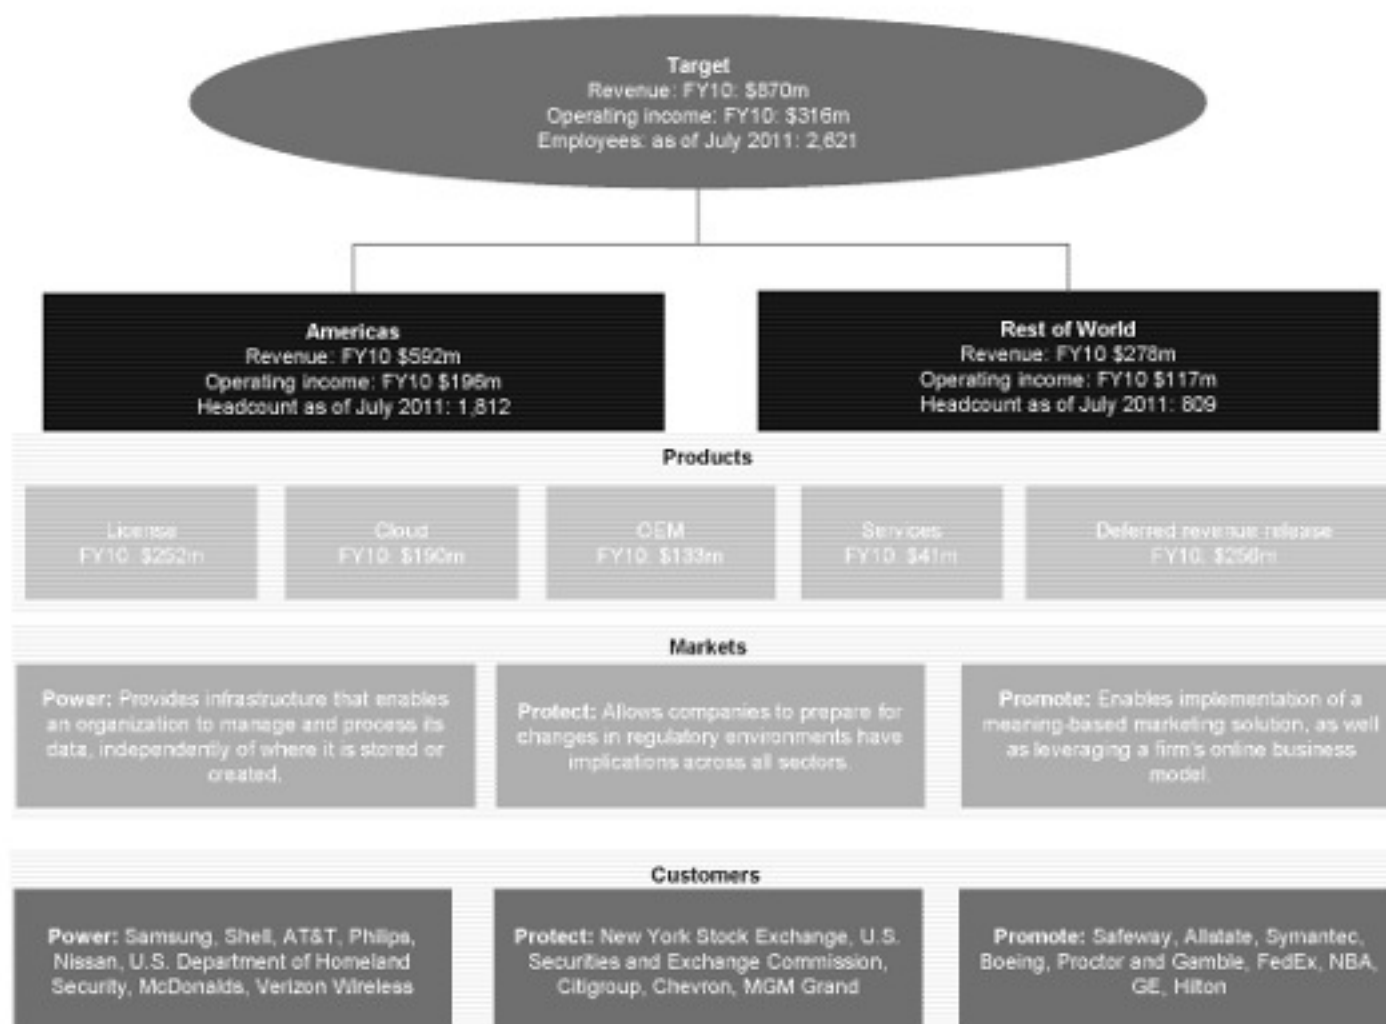 Target
Revenue: FY10: $870m
Operating income: FY10: $316m
Employees: as of July 2011: 2,621
Americas
Revenue: FY10 $592m
Operating income: FY10 $196m
Headcount as of July 2011: 1,812
Rest of World
Revenue: FY10 $278m
Operating income: FY10 $117m
Headcount as of July 2011: 809
Products
License
FY10: $252m
Cloud
FY10: $190m
OEM
FY10: $133m
Services
FY10: $41m
Deferred revenue release
FY10:
Markets
Power: Provides infrastructure that enables
an organization to manage and process its
data, independently of where it is stored or
created.
Protect: Allows companies to prepare for
changes in regulatory environments have
implications across all sectors.
Promote: Enables implementation of a
meaning-based marketing solution, as well
as leveraging a firm's online business
model.
Customers
Power: Samsung, Shell, AT&T, Philips,
Nissan, U.S. Department of Homeland
Security, McDonalds, Verizon Wireless
Protect: New York Stock Exchange, U.S.
Securities and Exchange Commission,
Citigroup, Chevron, MGM Grand
Promote: Safeway, Allstate, Symantec,
Boeing, Proctor and Gamble, FedEx, NBA,
GE, Hilton